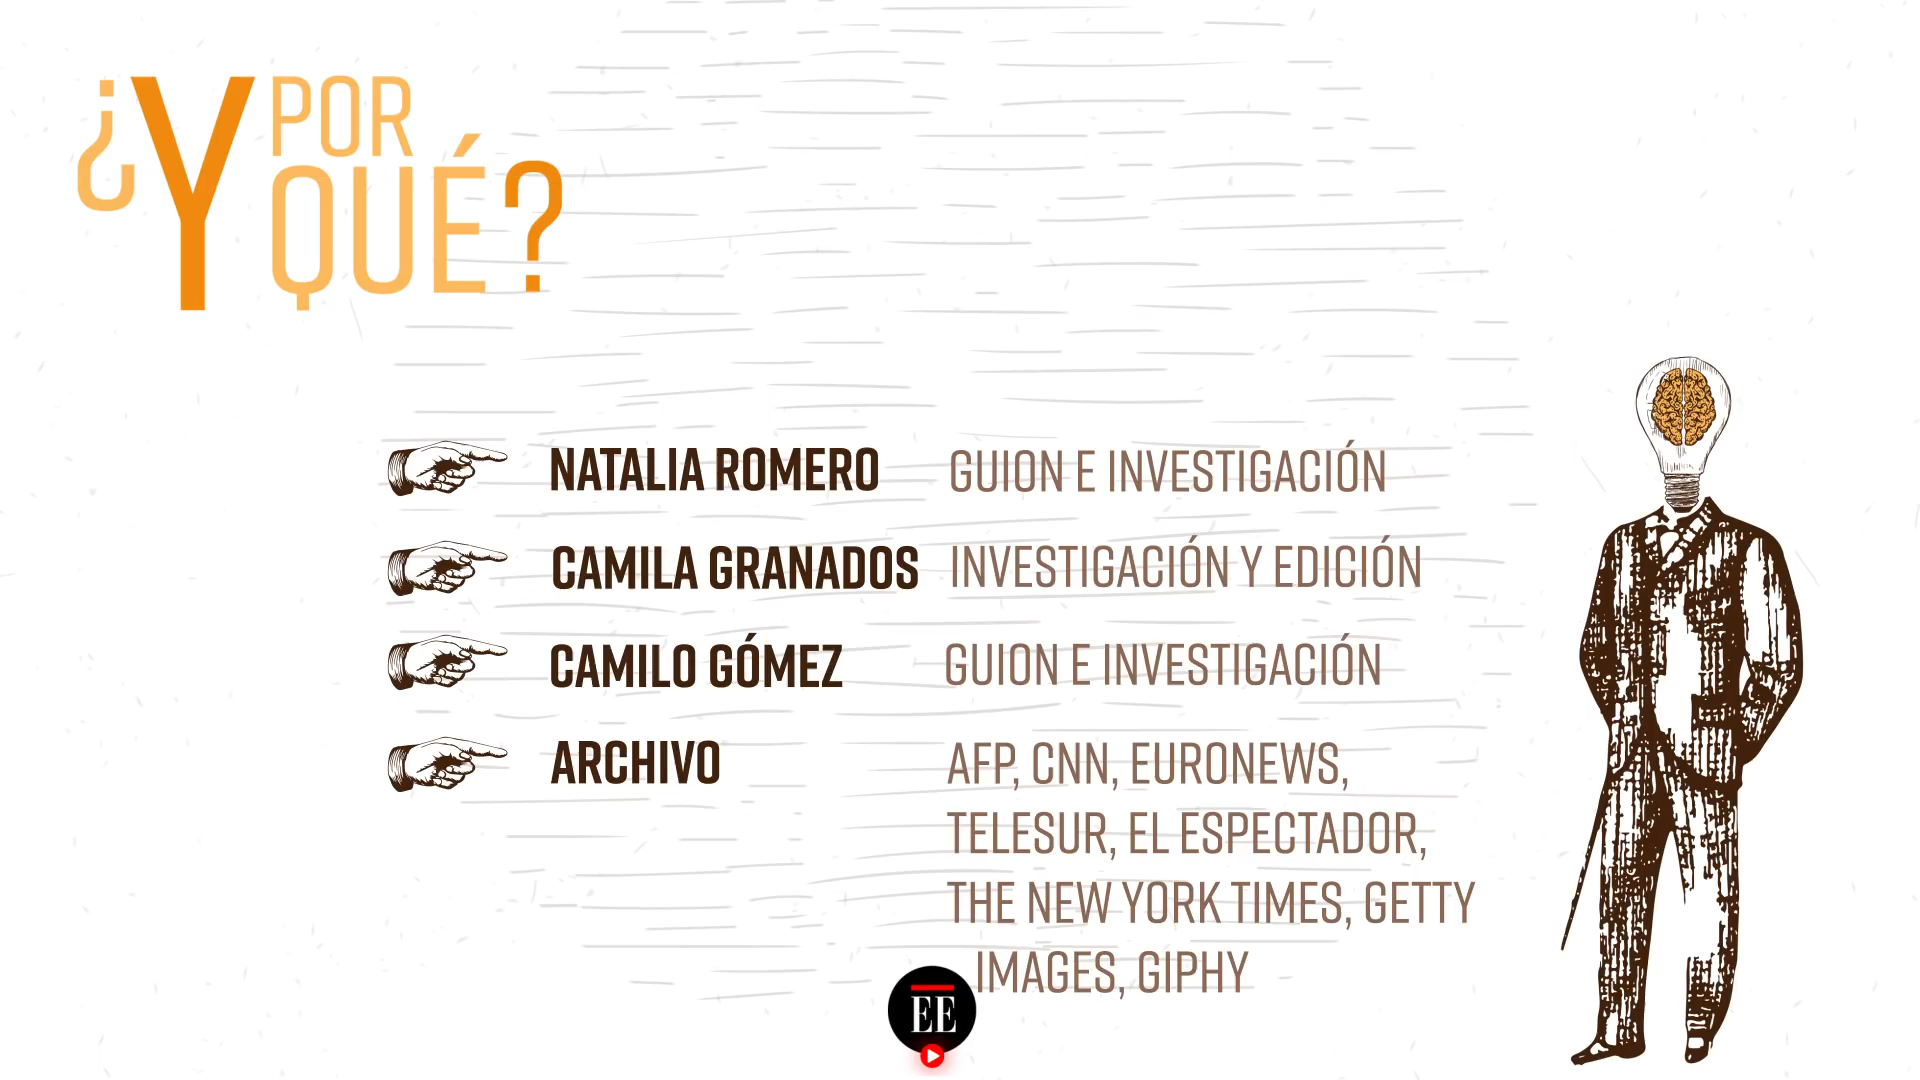 ¿Y POR
QUÉ?
NATALIA ROMERO GUION E INVESTIGACIÓN
CAMILA GRANADOS INVESTIGACIÓN Y EDICIÓN
CAMILO GÓMEZ GUION E INVESTIGACIÓN
ARCHIVO AFP, CNN, EURONEWS,
TELESUR, EL ESPECTADOR,
THE NEW YORK TIMES, GETTY
IMAGES, GIPHY
EE